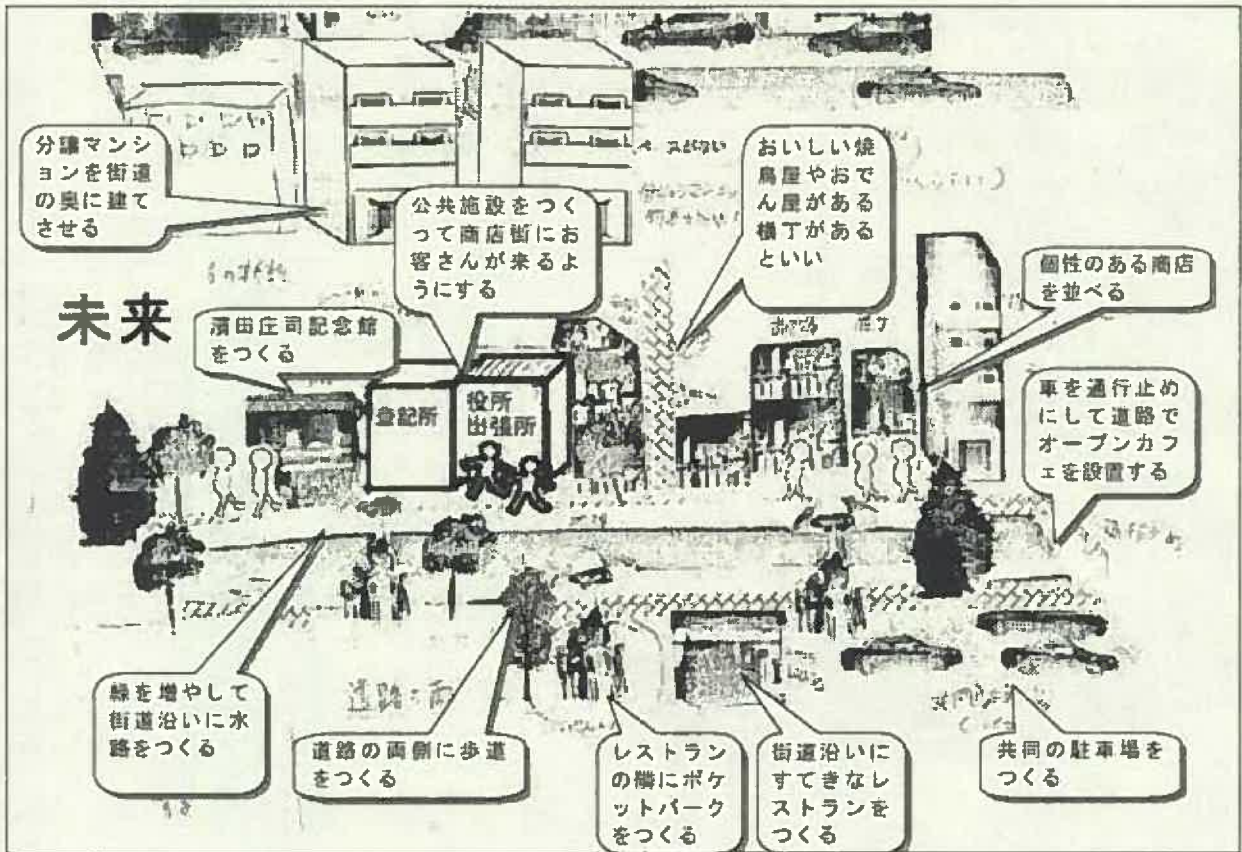 分譲マンシ
ョンを街道
の奥に建て
させる
公共施設をつく
って商店街にお
客さんが来るよ
うにする
おいしい焼
鳥屋やおで
ん屋がある
横丁がある
といい
個性のある商店
を並べる
未来
濱田庄司記念館
をつくる
車を通行止め
にして道路で
オープンカフ
ェを設置する
登記所
役所
出張所
緑を増やして
街道沿いに水
路をつくる
道路の両側に歩道
をつくる
レストラン
の隣にポケ
ットパーク
をつくる
街道沿いに
すてきなレ
ストランを
つくる
共同の駐車場を
つくる